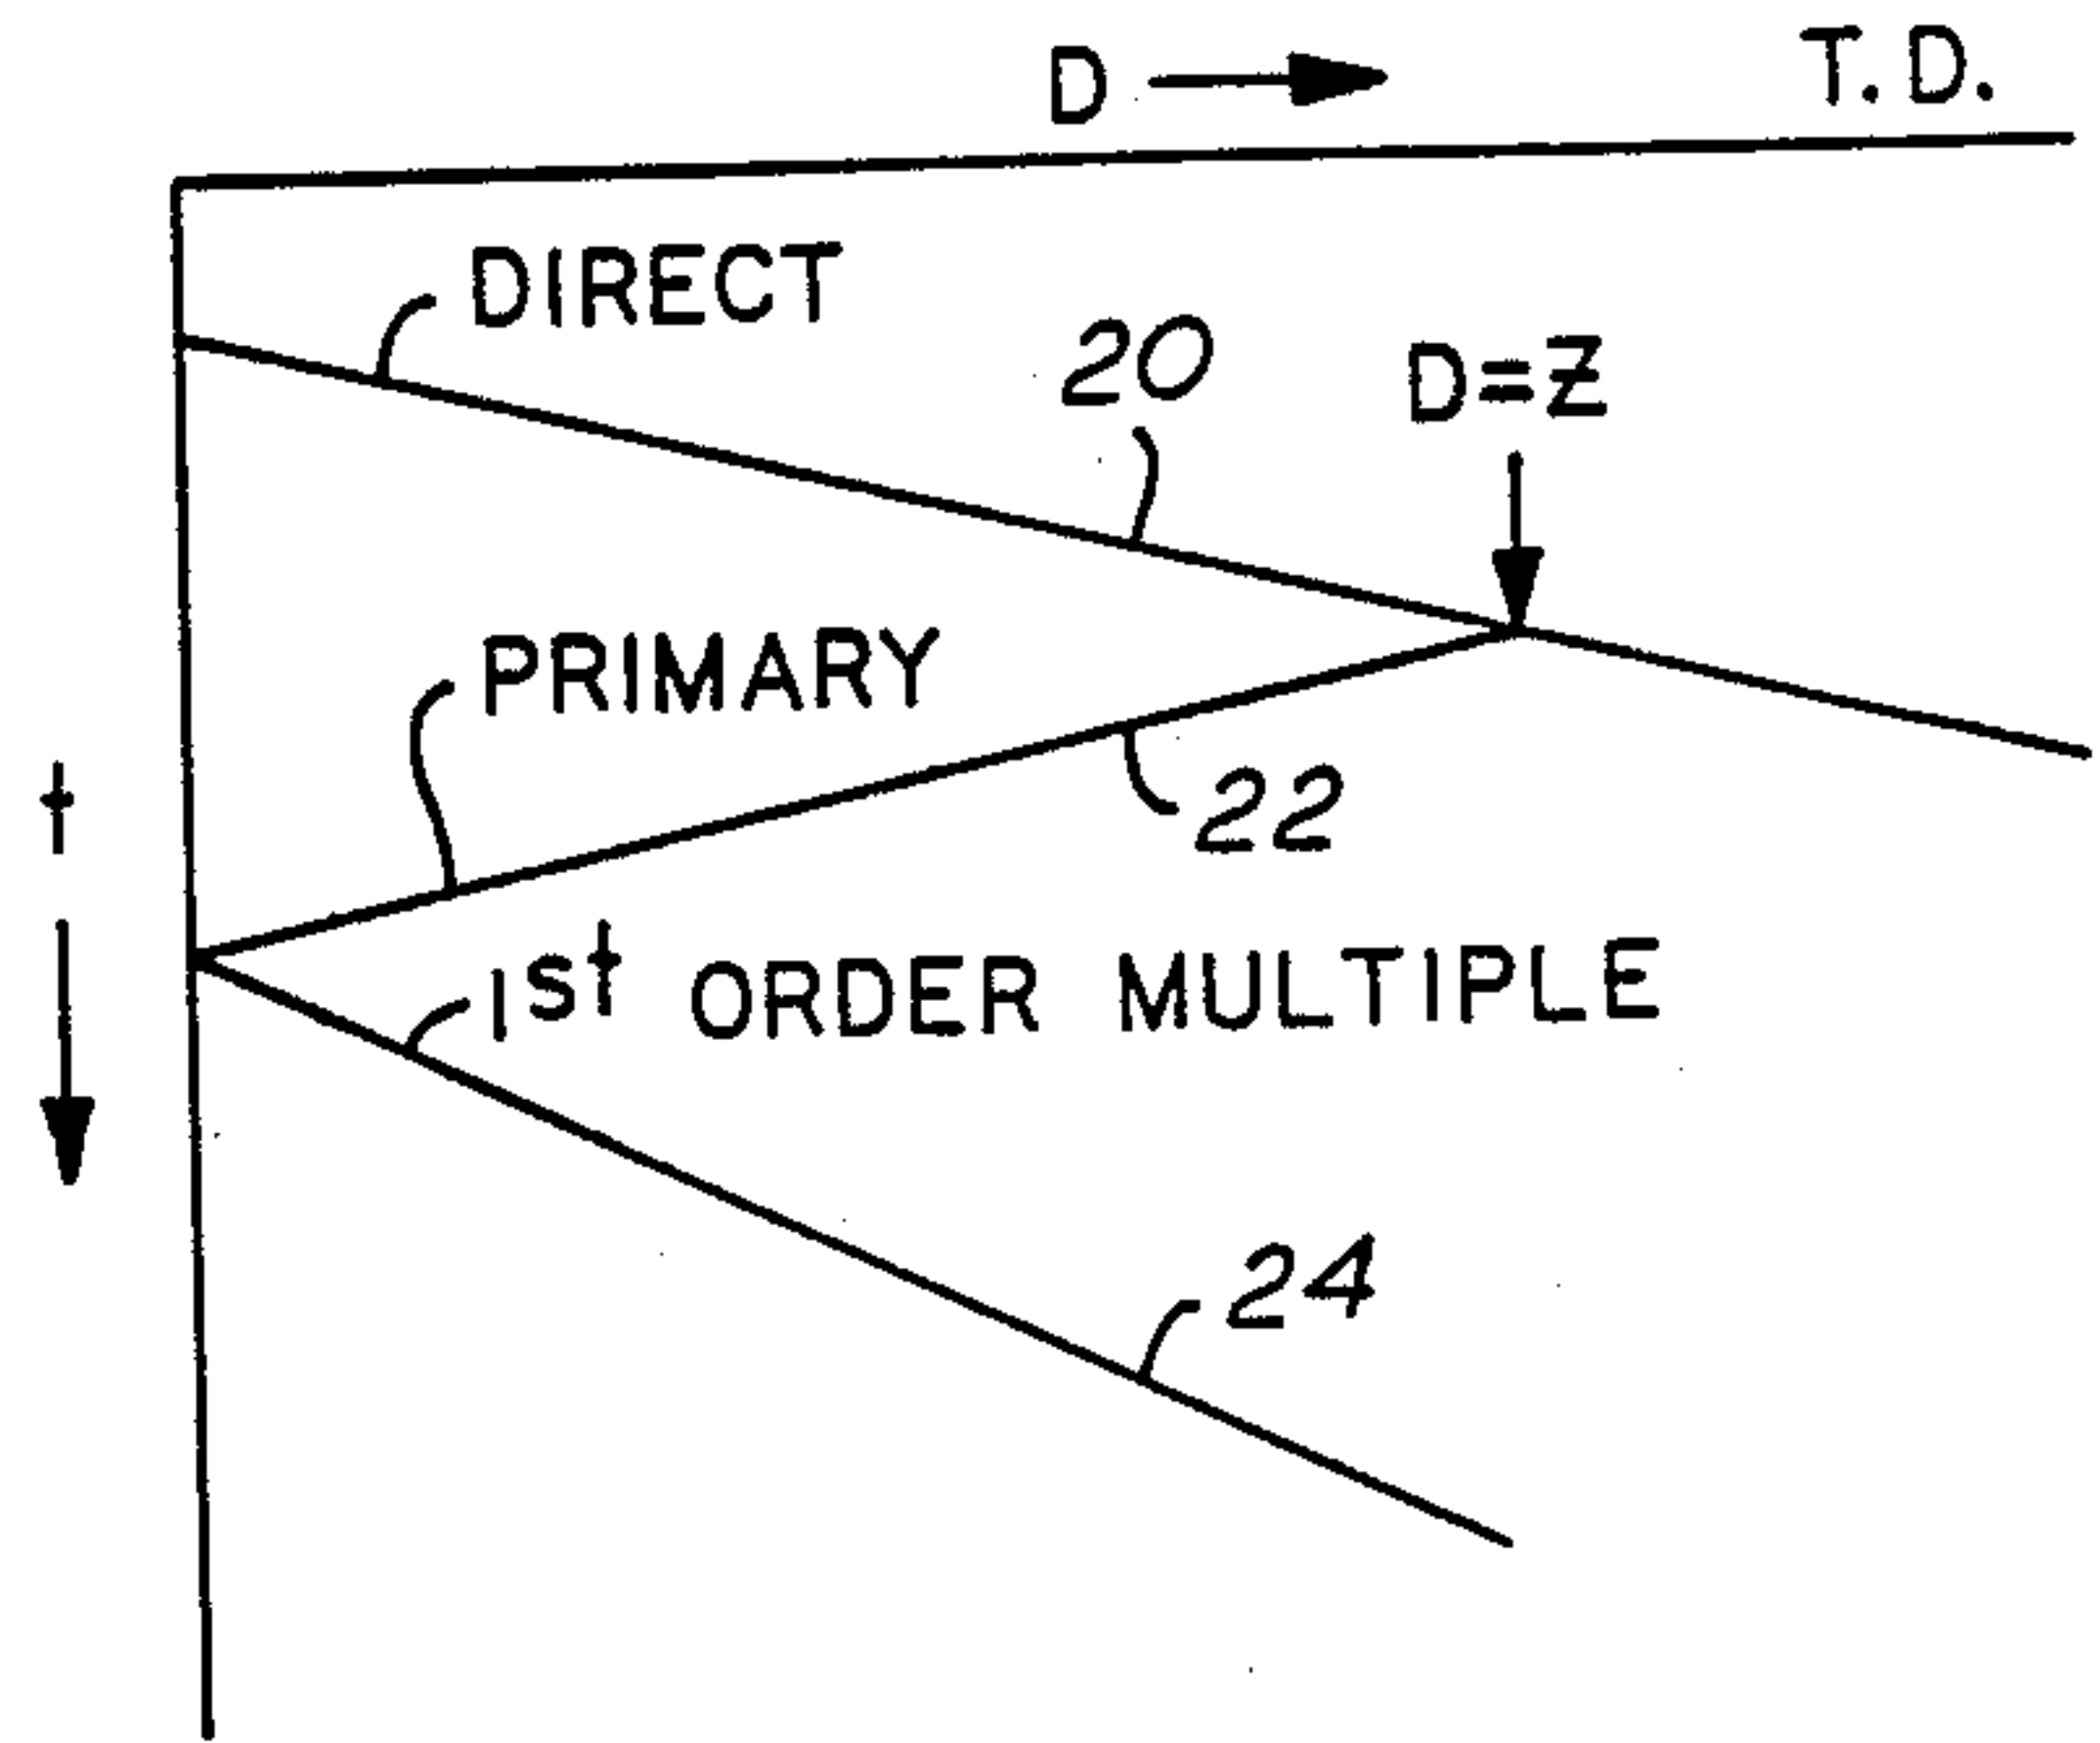 D T.D.
DIRECT
20
D=Z
PRIMARY
t
22
1st ORDER MULTIPLE
24